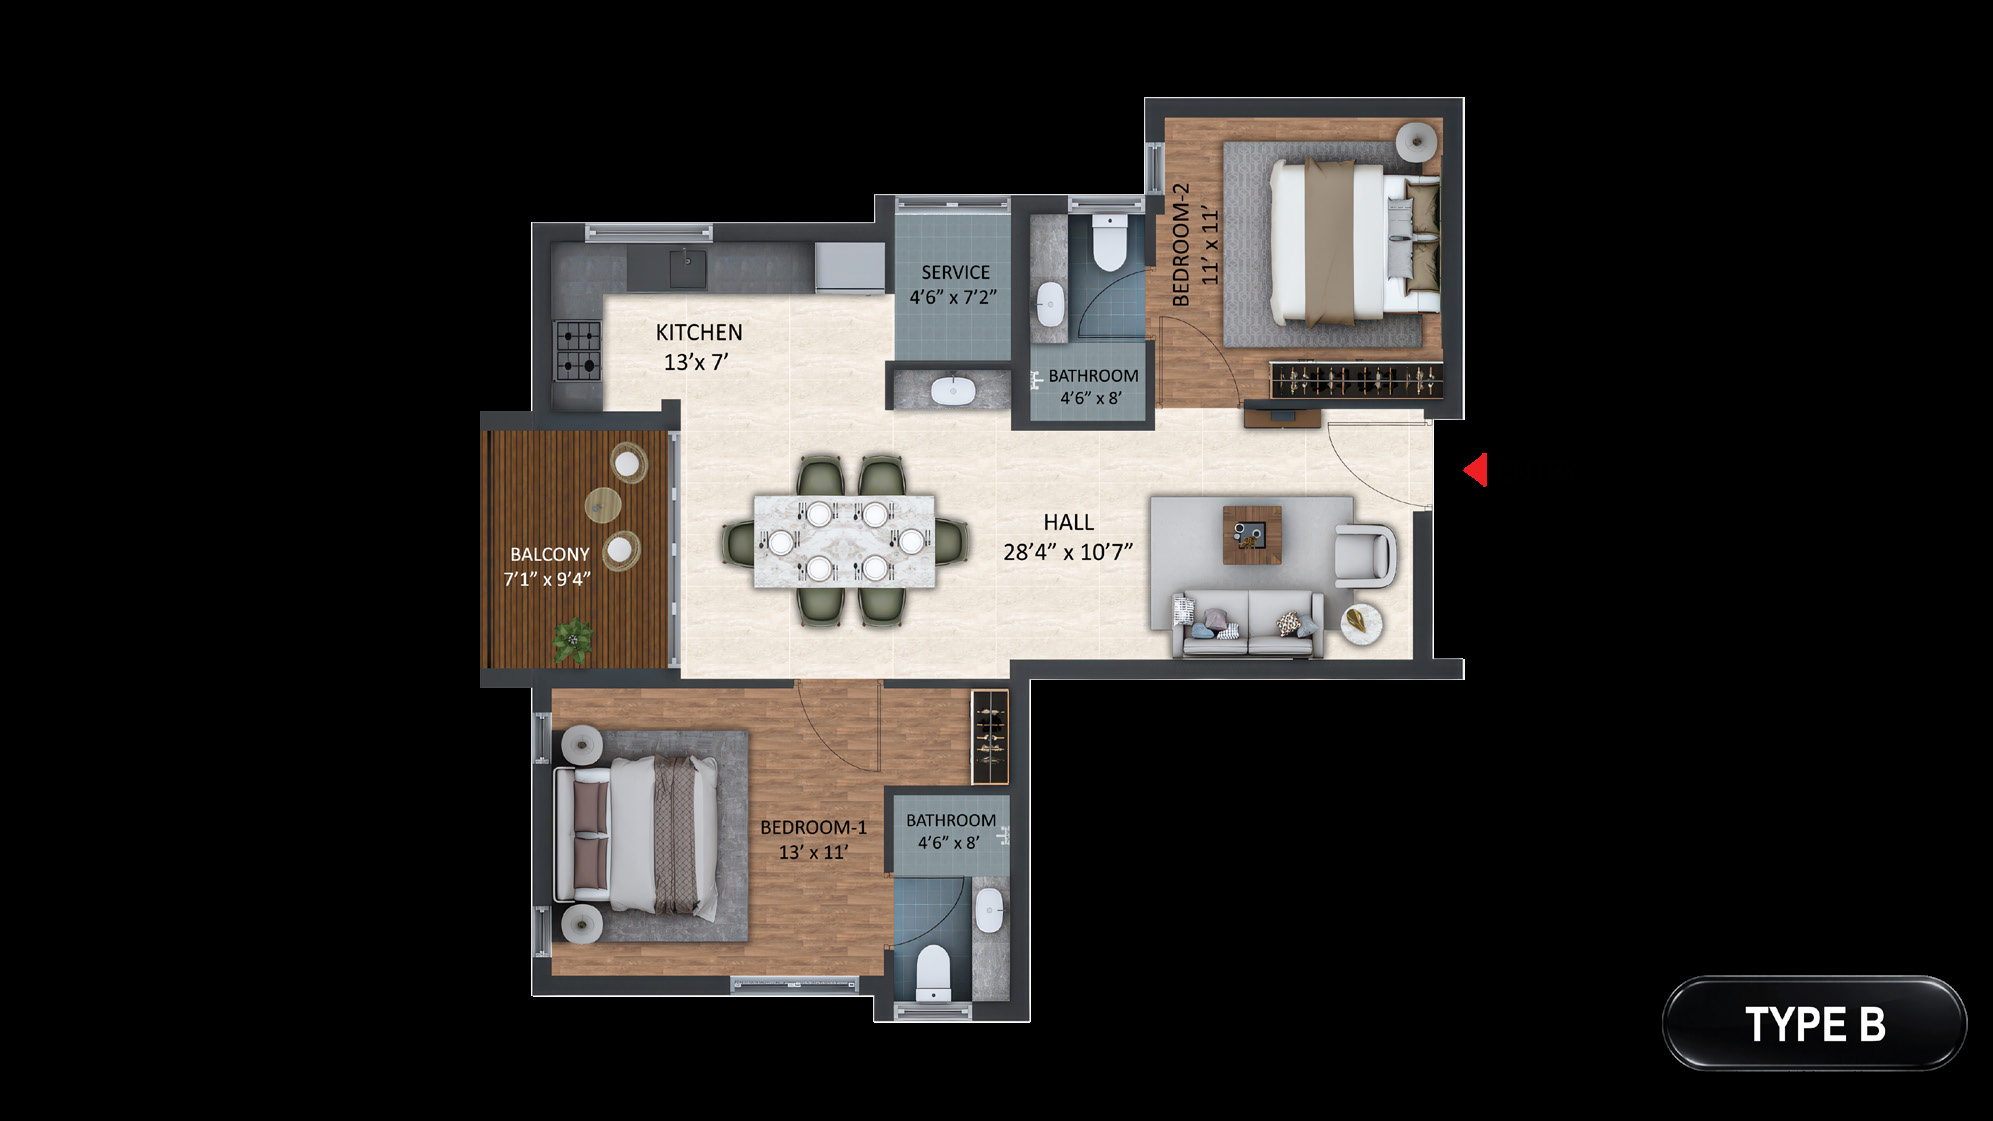 BEDROOM-2
11' x 11'
SERVICE
4'6” x 7'2”
KITCHEN
13'x 7'
BATHROOM
4'6” x 8'
HALL
28'4” x 10'7”
BALCONY
7'1” x 9'4”
BEDROOM-1
13' x 11'
BATHROOM
4'6” x 8'
TYPE B